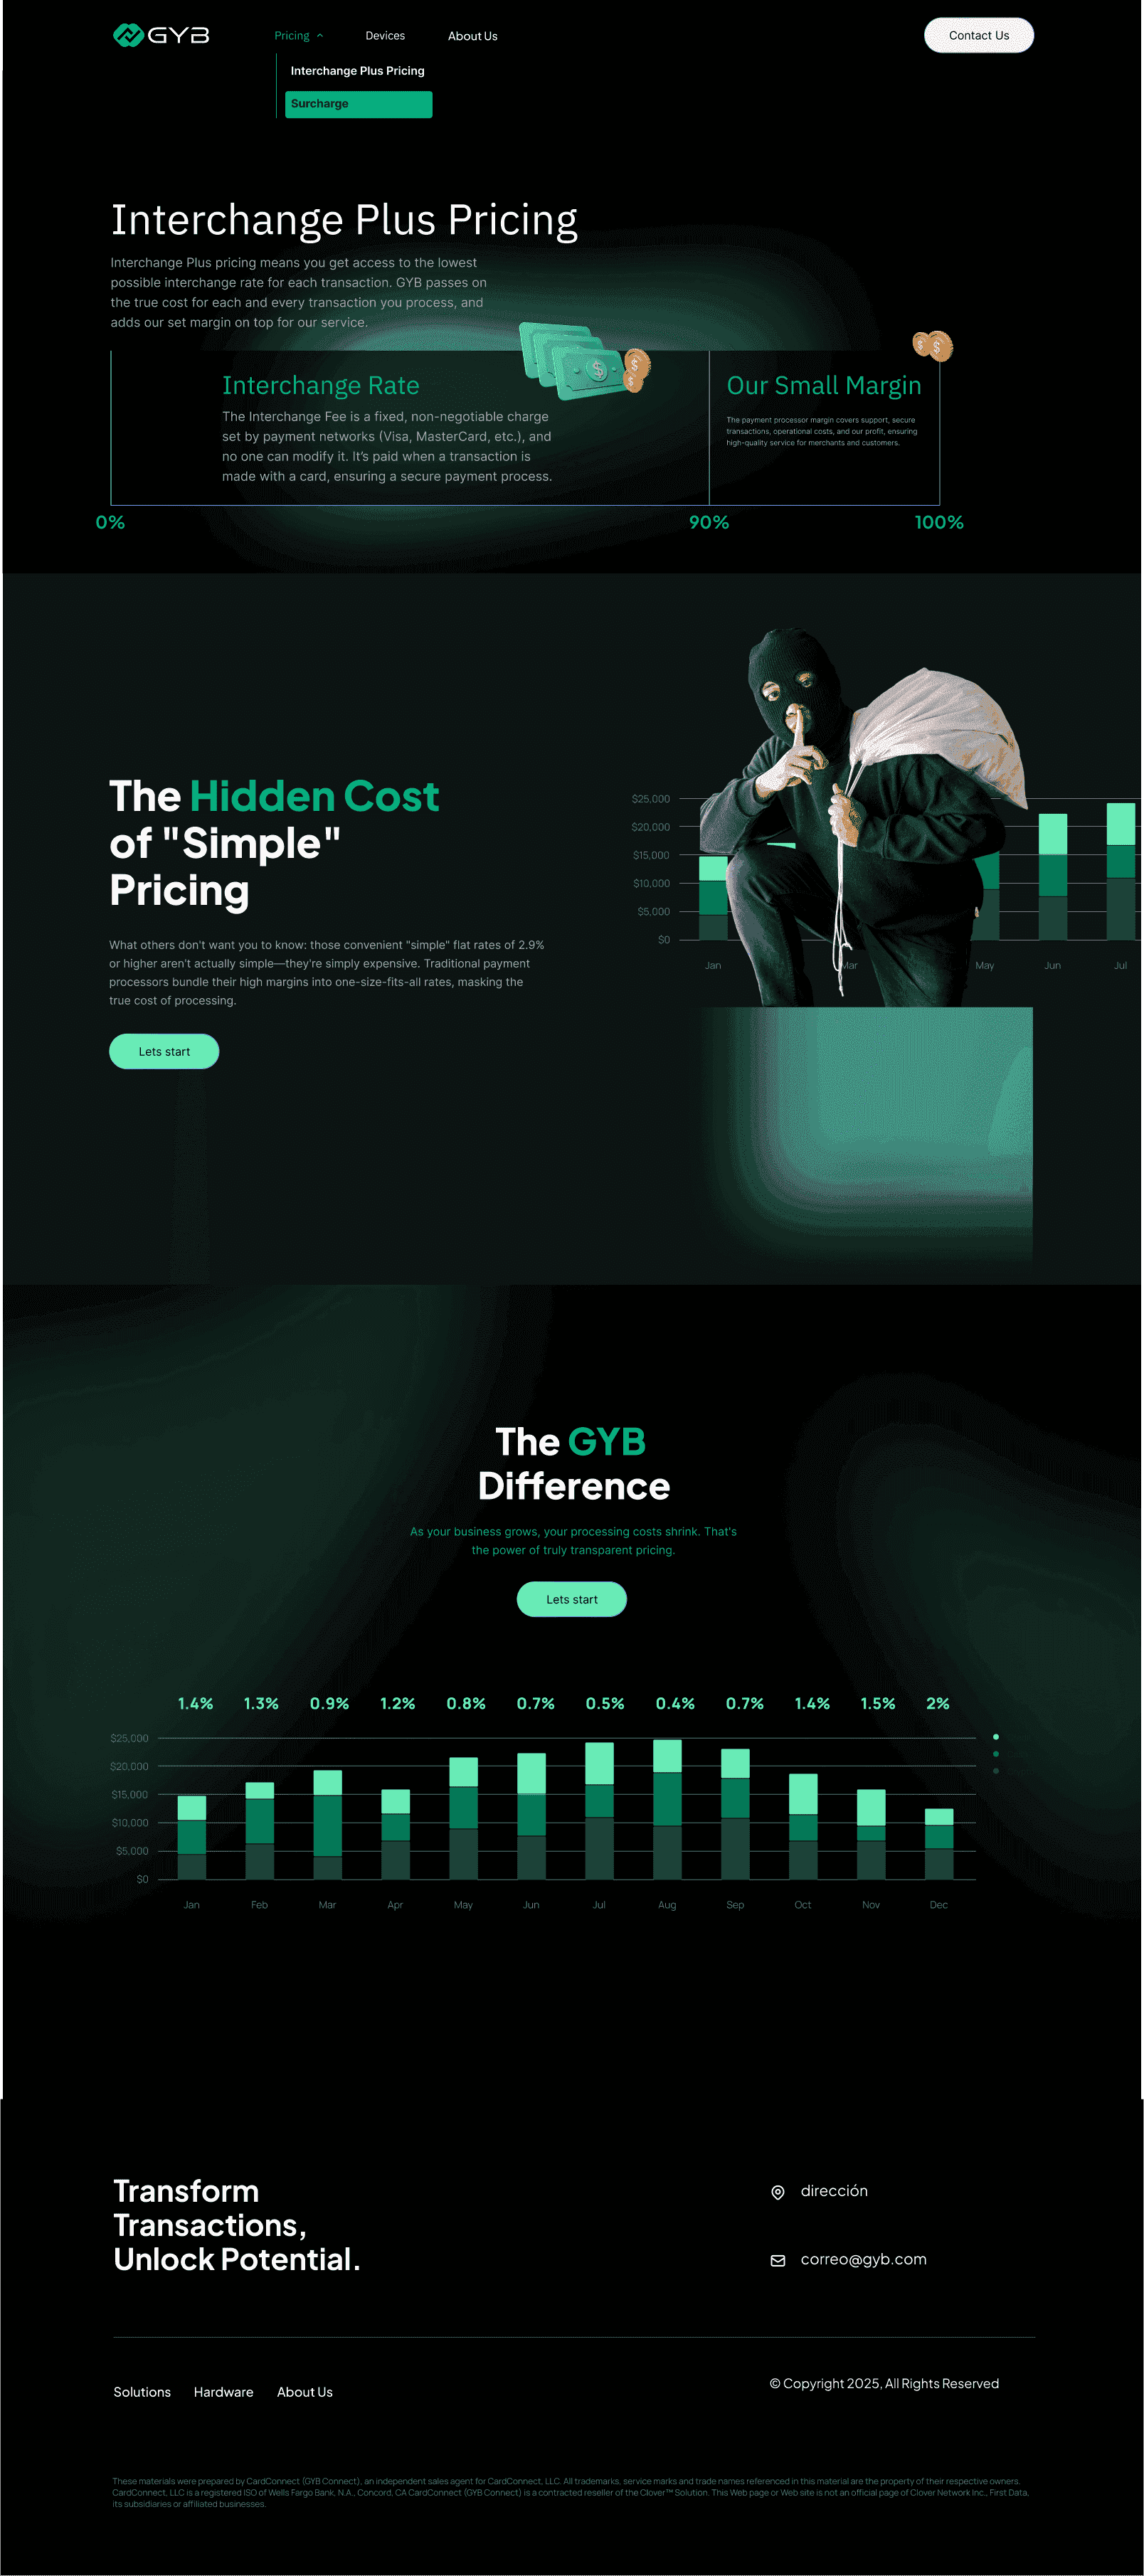 GYB
Pricing
Devices
About Us
Contact Us
Interchange Plus Pricing
Surcharge
Interchange Plus Pricing
Interchange Plus pricing means you get access to the lowest
possible interchange rate for each transaction. GYB passes on
the true cost for each and every transaction you process, and
adds our set margin on top for our service.
Interchange Rate
The Interchange Fee is a fixed, non-negotiable charge
set by payment networks (Visa, MasterCard, etc.), and
no one can modify it. It's paid when a transaction is
made with a card, ensuring a secure payment process.
Our Small Margin
The payment processor margin covers support, secure
transactions, operational costs, and our profit, ensuring
high-quality service for merchants and customers.
0%
90%
100%
The Hidden Cost
of "Simple"
Pricing
What others don't want you to know: those convenient "simple" flat rates of 2.9%
or higher aren't actually simple—they're simply expensive. Traditional payment
processors bundle their high margins into one-size-fits-all rates, masking the
true cost of processing.
Lets start
$25,000
$20,000
$15,000
$10,000
$5,000
$0
Jan
Mar
May
Jun
Jul
The GYB
Difference
As your business grows, your processing costs shrink. That's
the power of truly transparent pricing.
Lets start
1.4% 1.3% 0.9% 1.2% 0.8% 0.7% 0.5% 0.4% 0.7% 1.4% 1.5% 2%
$25,000
$20,000
$15,000
$10,000
$5,000
$0
Jan Feb Mar Apr May Jun Jul Aug Sep Oct Nov Dec
Transform
Transactions,
Unlock Potential.
dirección
correo@gyb.com
Solutions
Hardware
About Us
© Copyright 2025, All Rights Reserved
These materials were prepared by CardConnect (GYB Connect), an independent sales agent for CardConnect, LLC. All trademarks, service marks and trade names referenced in this material are the property of their respective owners.
CardConnect, LLC is a registered ISO of Wells Fargo Bank, N.A., Concord, CA CardConnect (GYB Connect) is a contracted reseller of the Clover™ Solution. This Web page or Web site is not an official page of Clover Network Inc., First Data,
its subsidiaries or affiliated businesses.